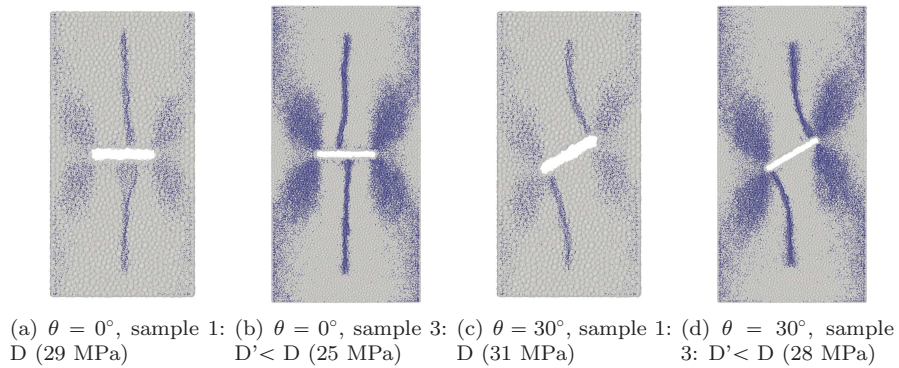 (a) θ = 0°, sample 1: (b) θ = 0°, sample 3: (c) θ = 30°, sample 1: (d) θ = 30°, sample
D (29 MPa) D’< D (25 MPa) D (31 MPa) 3: D’< D (28 MPa)